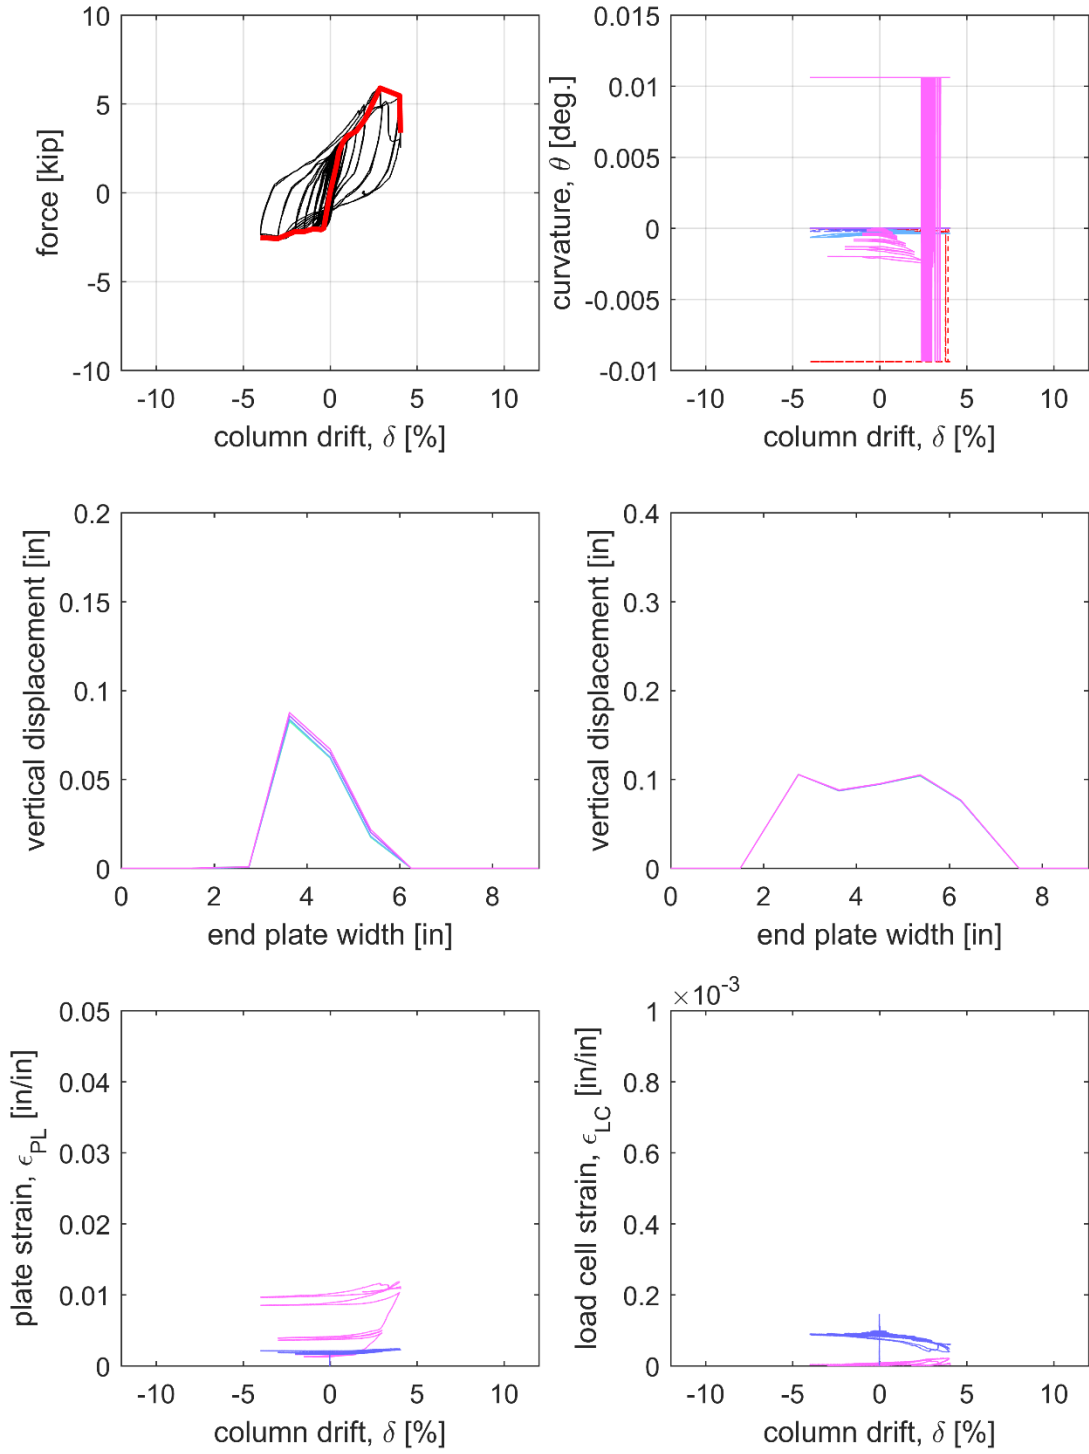 10
5
0
-5
-10
force [kip]
-10 -5 0 5 10
column drift, δ [%]
0.015
0.01
0.005
0
-0.005
-0.01
curvature, θ [deg.]
-10 -5 0 5 10
column drift, δ [%]
0.2
0.15
0.1
0.05
0
vertical displacement [in]
0 2 4 6 8
end plate width [in]
0.4
0.3
0.2
0.1
0
vertical displacement [in]
0 2 4 6 8
end plate width [in]
0.05
0.04
0.03
0.02
0.01
0
plate strain, ϵ_PL [in/in]
-10 -5 0 5 10
column drift, δ [%]
×10^-3
1
0.8
0.6
0.4
0.2
0
load cell strain, ϵ_LC [in/in]
-10 -5 0 5 10
column drift, δ [%]